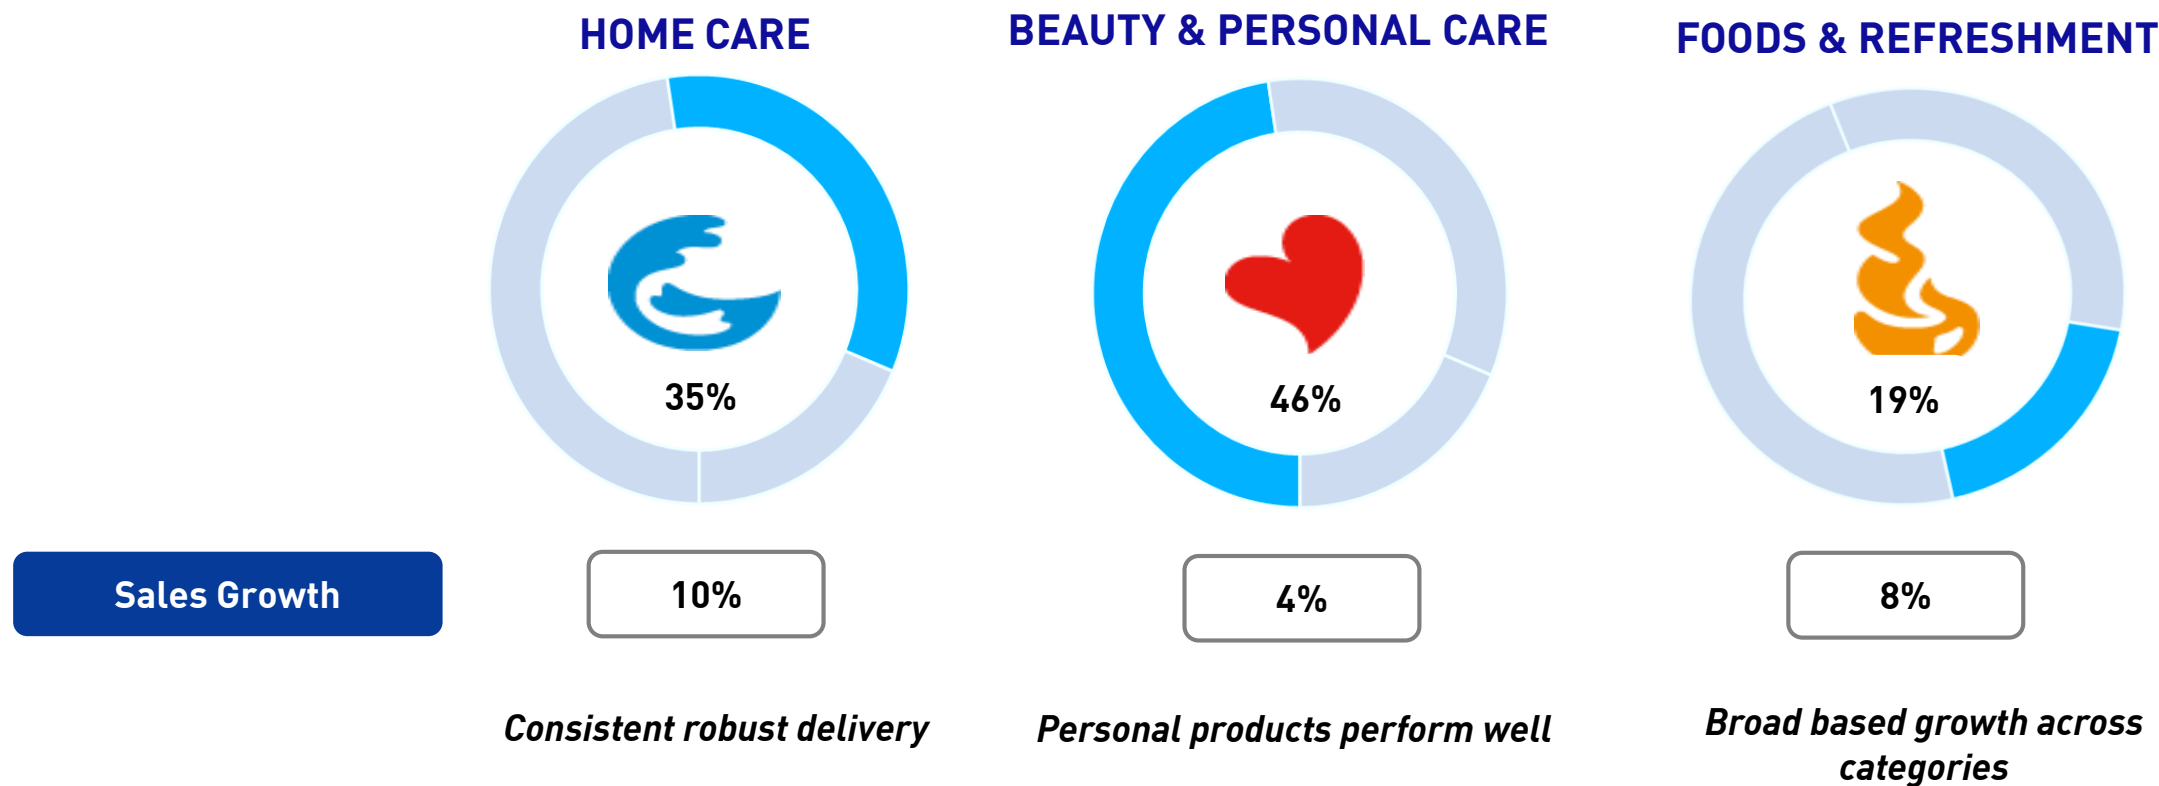 HOME CARE
BEAUTY & PERSONAL CARE
FOODS & REFRESHMENT
35%
46%
19%
Sales Growth
10%
4%
8%
Consistent robust delivery
Personal products perform well
Broad based growth across
categories